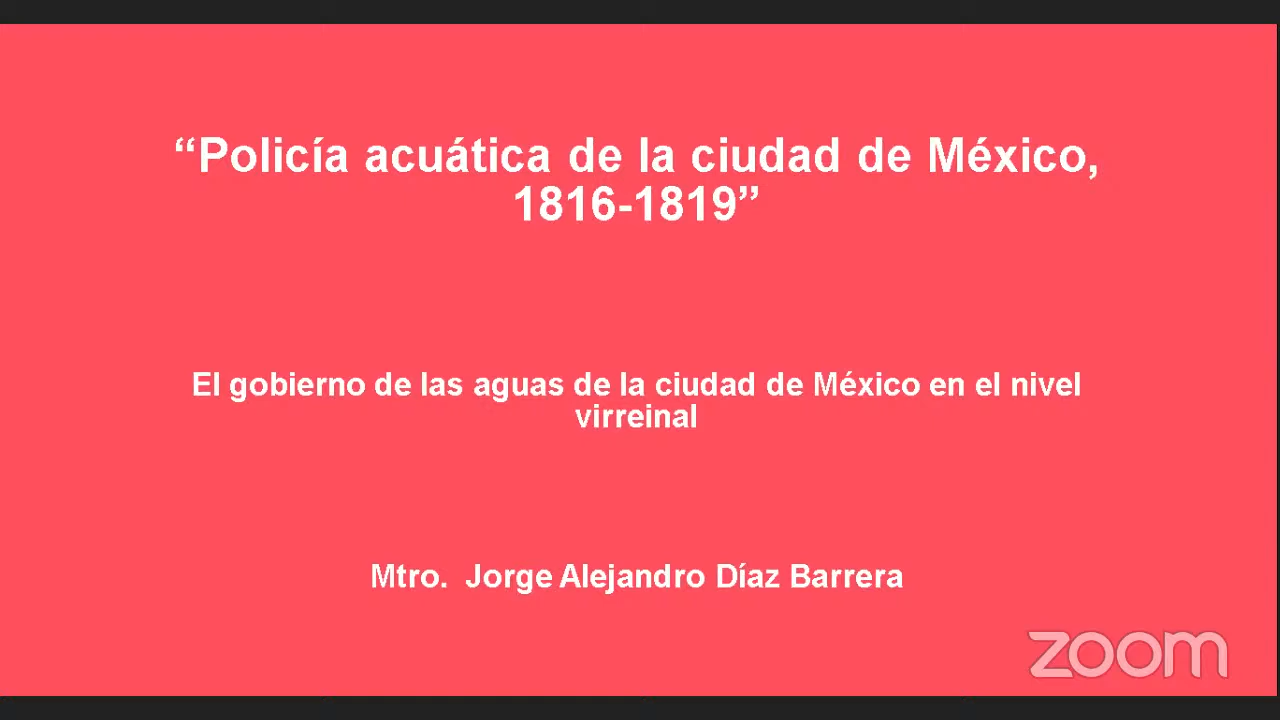 “Policía acuática de la ciudad de México,
1816-1819”
El gobierno de las aguas de la ciudad de México en el nivel
virreinal
Mtro. Jorge Alejandro Díaz Barrera
zoom